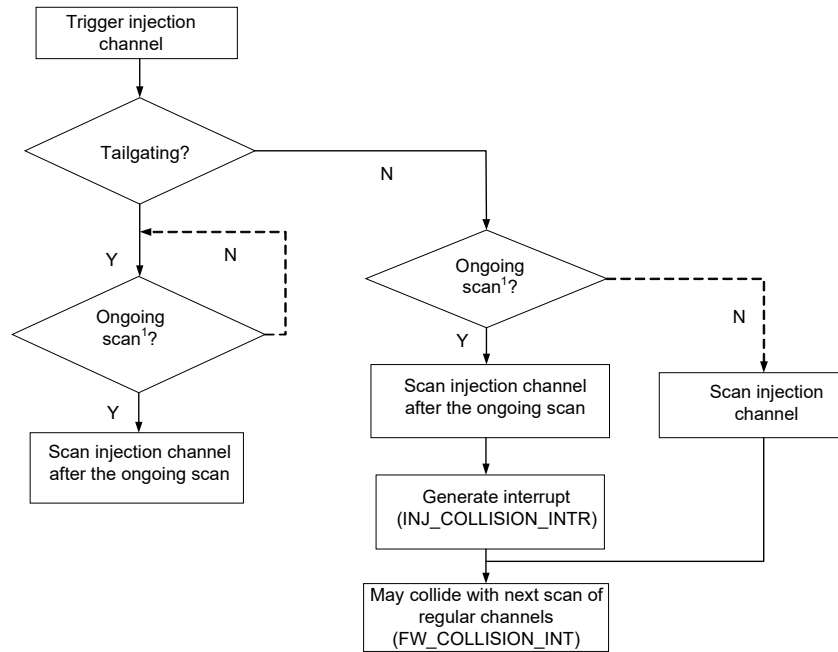 Trigger injection
channel
Tailgating?
N
Y
N
Ongoing
scan¹?
Y
Scan injection channel
after the ongoing scan
Ongoing
scan¹?
N
Y
Scan injection channel
after the ongoing scan
Scan injection
channel
Generate interrupt
(INJ_COLLISION_INTR)
May collide with next scan of
regular channels
(FW_COLLISION_INT)